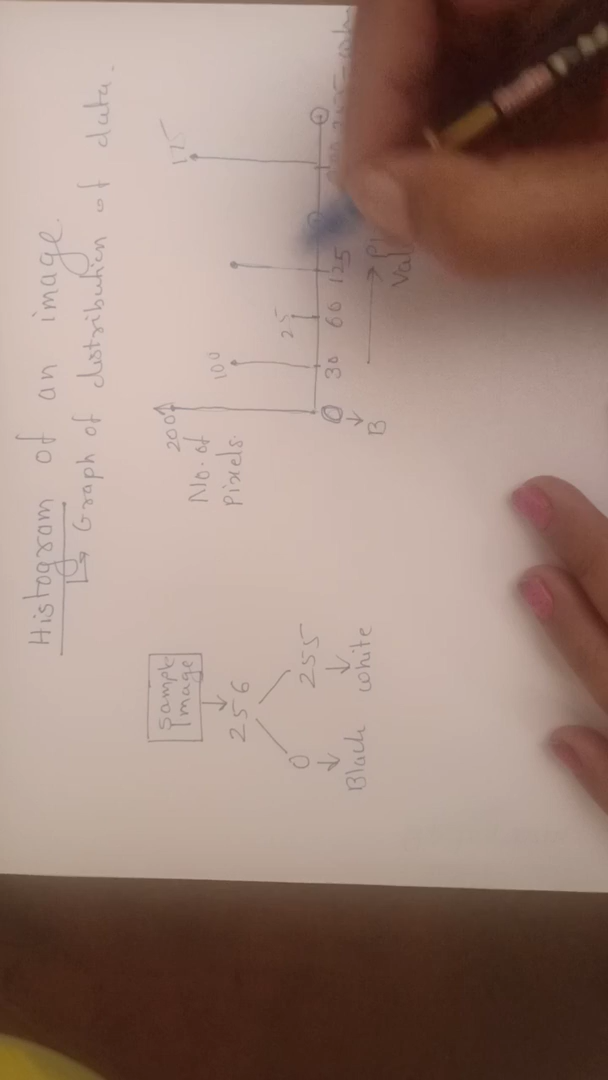 Histogram of an image
↳ Graph of distribution of data.
Sample
Image
256
0 255
Black white
200
No. of
Pixels.
100
25
175
0 30 60 125
B